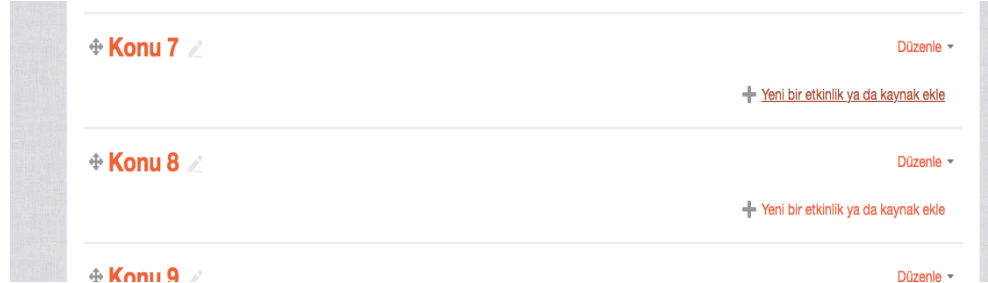 Konu 7
Düzenle
Yeni bir etkinlik ya da kaynak ekle
Konu 8
Düzenle
Yeni bir etkinlik ya da kaynak ekle
Konu 9
Düzenle